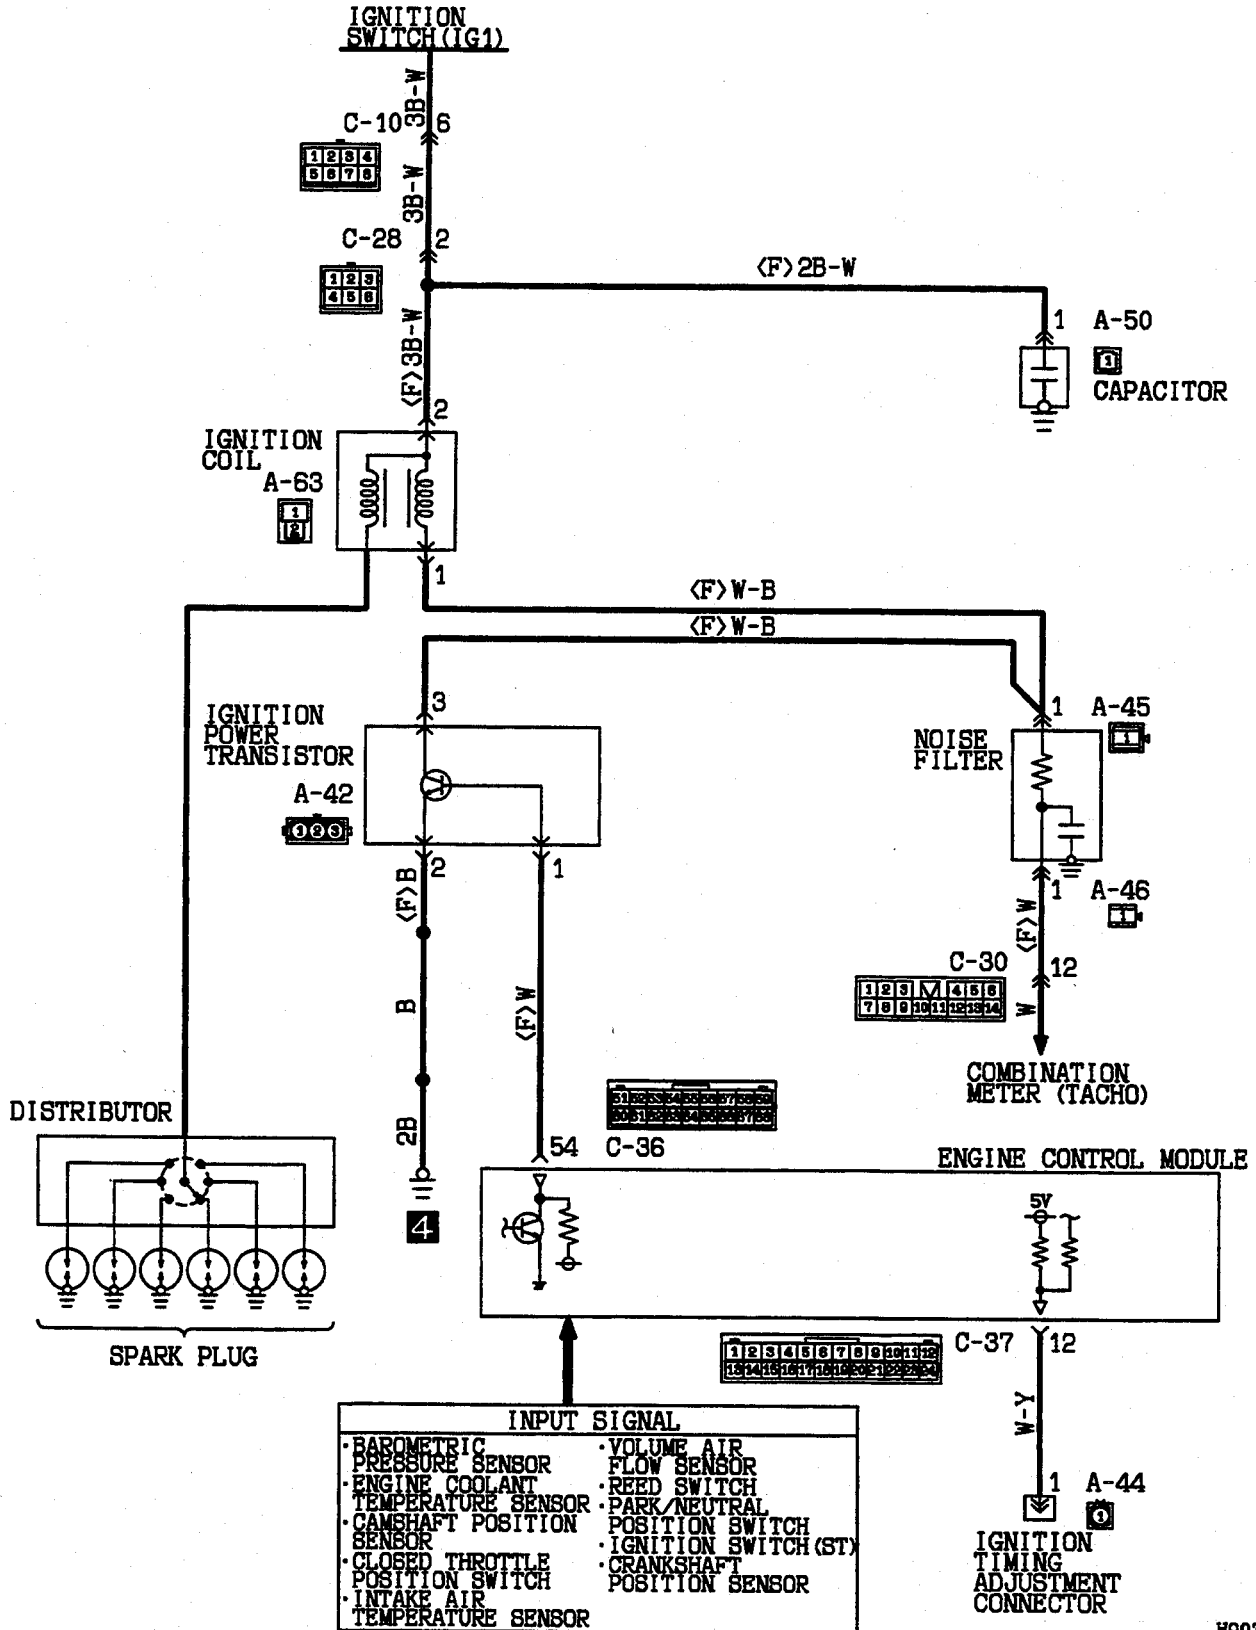 IGNITION
SWITCH(IG1)
3B-W
C-10
6
1 2 3 4
5 6 7 8
3B-W
C-28
2
1 2 3
4 5 6
<F>2B-W
<F>3B-W
1
A-50
1
CAPACITOR
2
IGNITION
COIL
A-63
1
2
1
<F>W-B
<F>W-B
3
IGNITION
POWER
TRANSISTOR
A-42
1 2 3
1
A-45
1
NOISE
FILTER
2
1
<F>B
1
A-46
1
<F>W
C-30
12
1 2 3 4 5 6
7 8 9 10 11 12 13 14
W
B
<F>W
COMBINATION
METER (TACHO)
DISTRIBUTOR
2B
54
C-36
ENGINE CONTROL MODULE
4
5V
SPARK PLUG
C-37
12
1 2 3 4 5 6 7 8 9 10 11 12
13 14 15 16 17 18 19 20 21 22 23 24
W-Y
INPUT SIGNAL
·BAROMETRIC
PRESSURE SENSOR
·ENGINE COOLANT
TEMPERATURE SENSOR
·CAMSHAFT POSITION
SENSOR
·CLOSED THROTTLE
POSITION SWITCH
·INTAKE AIR
TEMPERATURE SENSOR
·VOLUME AIR
FLOW SENSOR
·REED SWITCH
·PARK/NEUTRAL
POSITION SWITCH
·IGNITION SWITCH(ST)
·CRANKSHAFT
POSITION SENSOR
1
A-44
1
IGNITION
TIMING
ADJUSTMENT
CONNECTOR